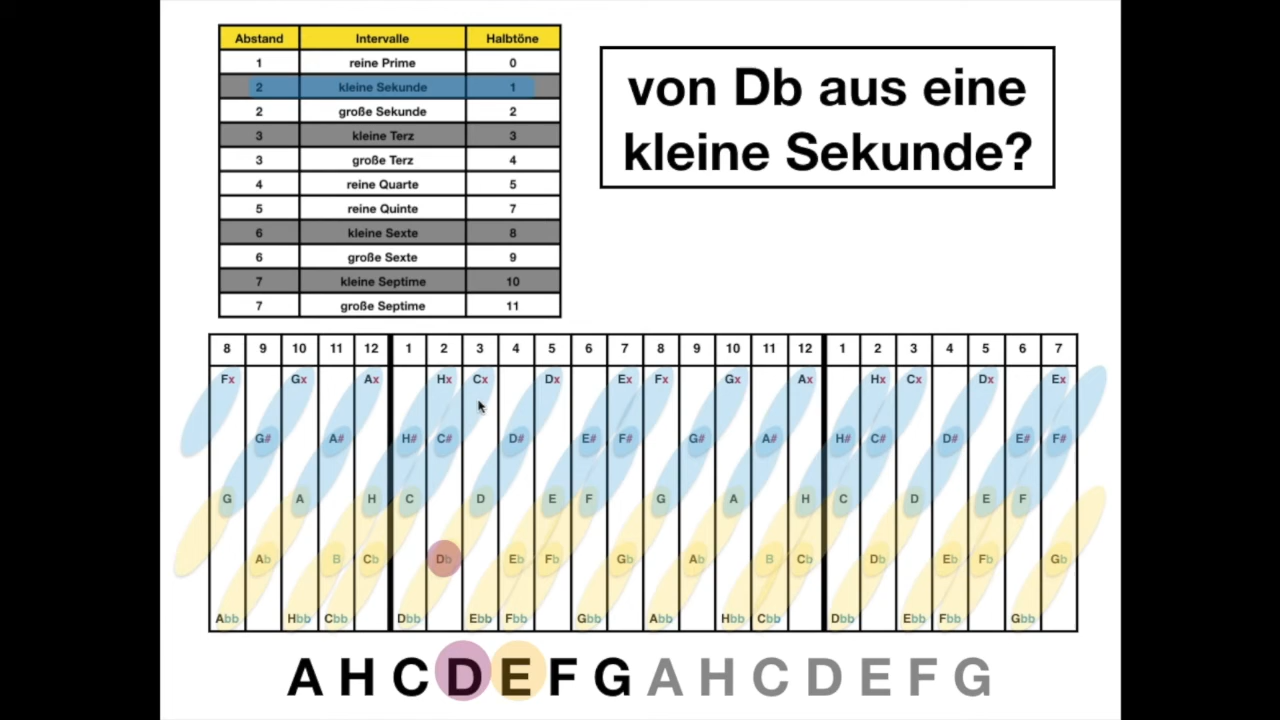 Abstand Intervalle Halbtöne
1 reine Prime 0
2 kleine Sekunde 1
2 große Sekunde 2
3 kleine Terz 3
3 große Terz 4
4 reine Quarte 5
5 reine Quinte 7
6 kleine Sexte 8
6 große Sexte 9
7 kleine Septime 10
7 große Septime 11
von Db aus eine
kleine Sekunde?
8 9 10 11 12 1 2 3 4 5 6 7 8 9 10 11 12 1 2 3 4 5 6 7
Fx Gx Ax Hx Cx Dx Ex Fx Gx Ax Hx Cx Dx Ex
G# A# H# C# D# E# F# G# A# H# C# D# E# F#
G A H C D E F G A H C D E F
Ab B Cb Db Eb Fb Gb Ab B Cb Db Eb Fb Gb
Abb Hbb Cbb Dbb Ebb Fbb Gbb Abb Hbb Cbb Dbb Ebb Fbb Gbb
A H C D E F G A H C D E F G